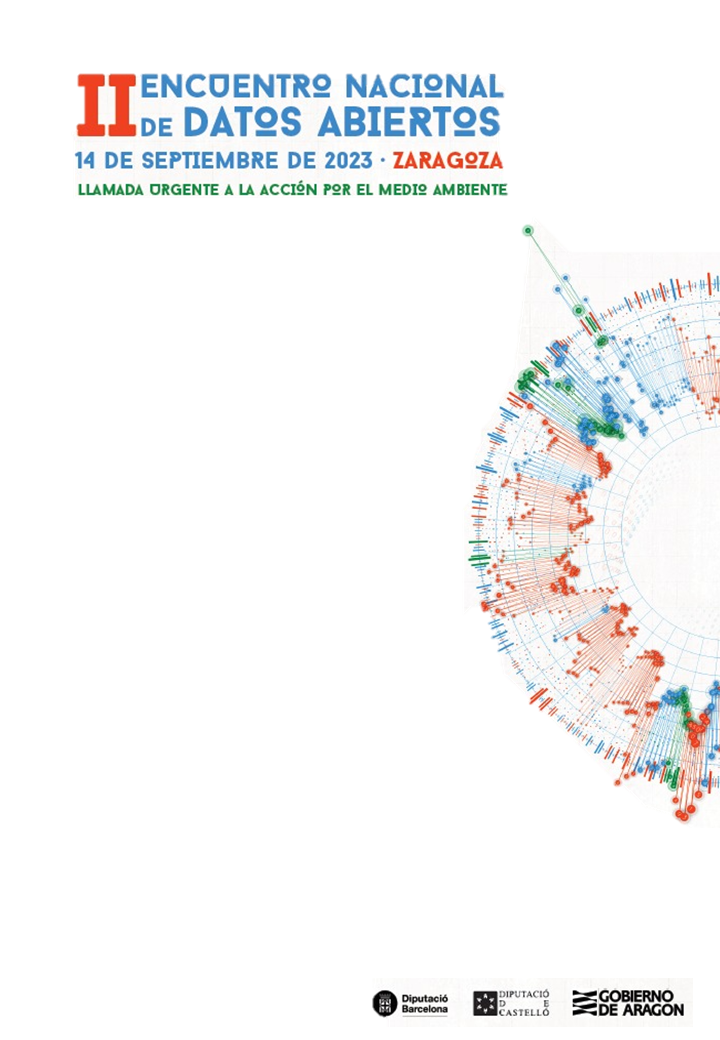 II ENCUENTRO NACIONAL
DE DATOS ABIERTOS
14 DE SEPTIEMBRE DE 2023 · ZARAGOZA
LLAMADA URGENTE A LA ACCIÓN POR EL MEDIO AMBIENTE
Diputació
Barcelona
DIPUTACIÓ
D E
CASTELLÓ
GOBIERNO
DE ARAGON